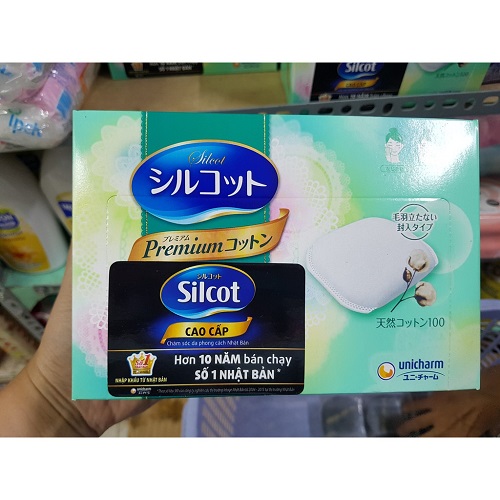 Silcot
CAO CẤP
Silcot
シルコット
プレミアム
Premiumコットン
毛羽立たない
封入タイプ
天然コットン100
シルコット
Silcot
CAO CẤP
Chăm sóc da phong cách Nhật Bản
NHẬP KHẨU TỪ NHẬT BẢN
Hơn 10 NĂM bán chạy
SỐ 1 NHẬT BẢN*
unicharm
unicharm
ユニ・チャーム